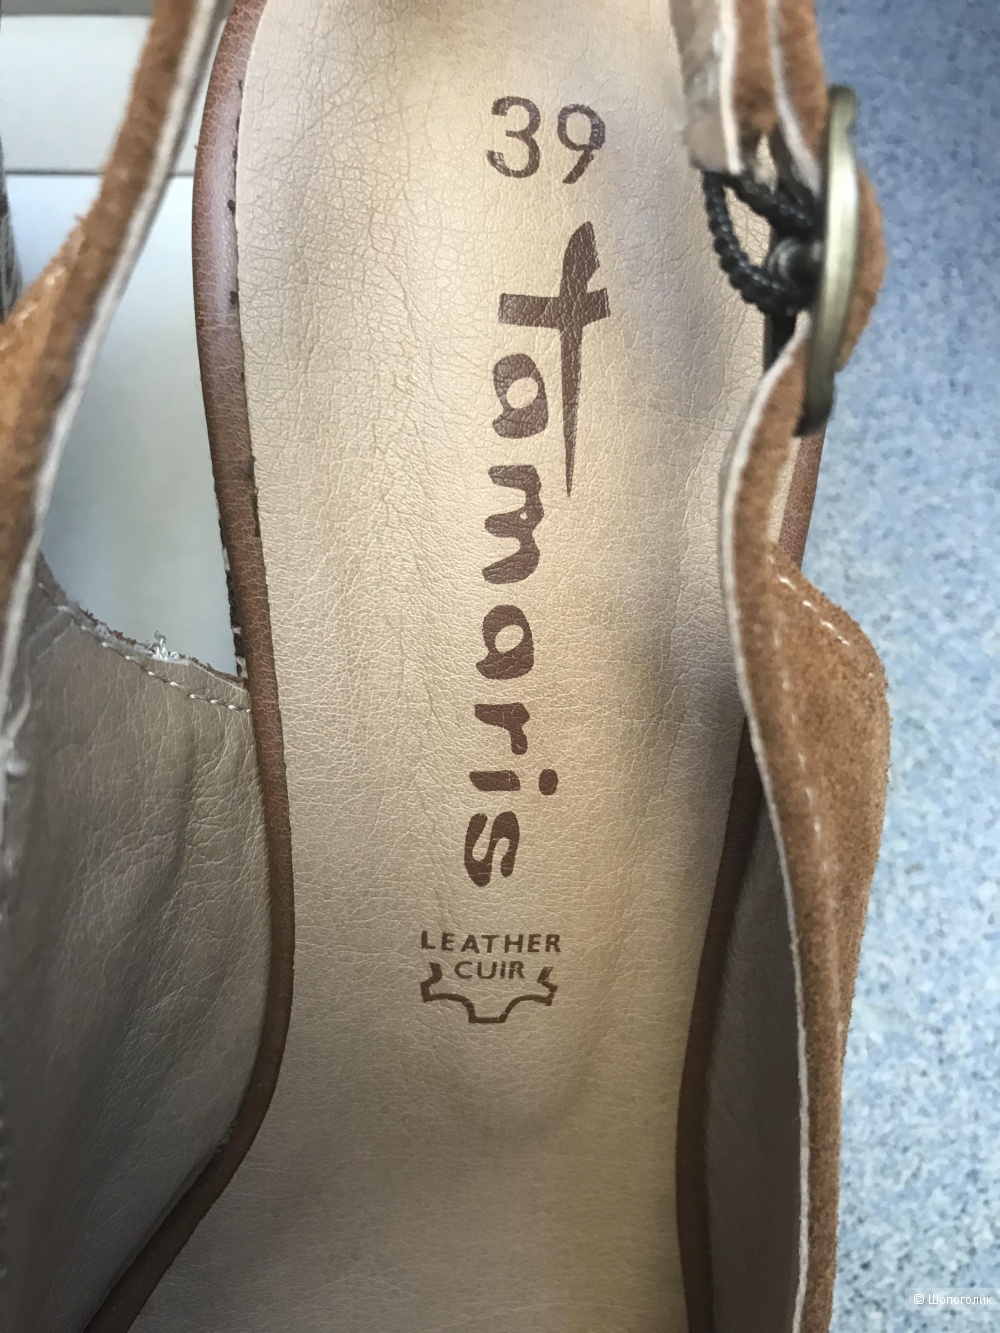 39
tamaris
LEATHER
CUIR
© Шопоголик